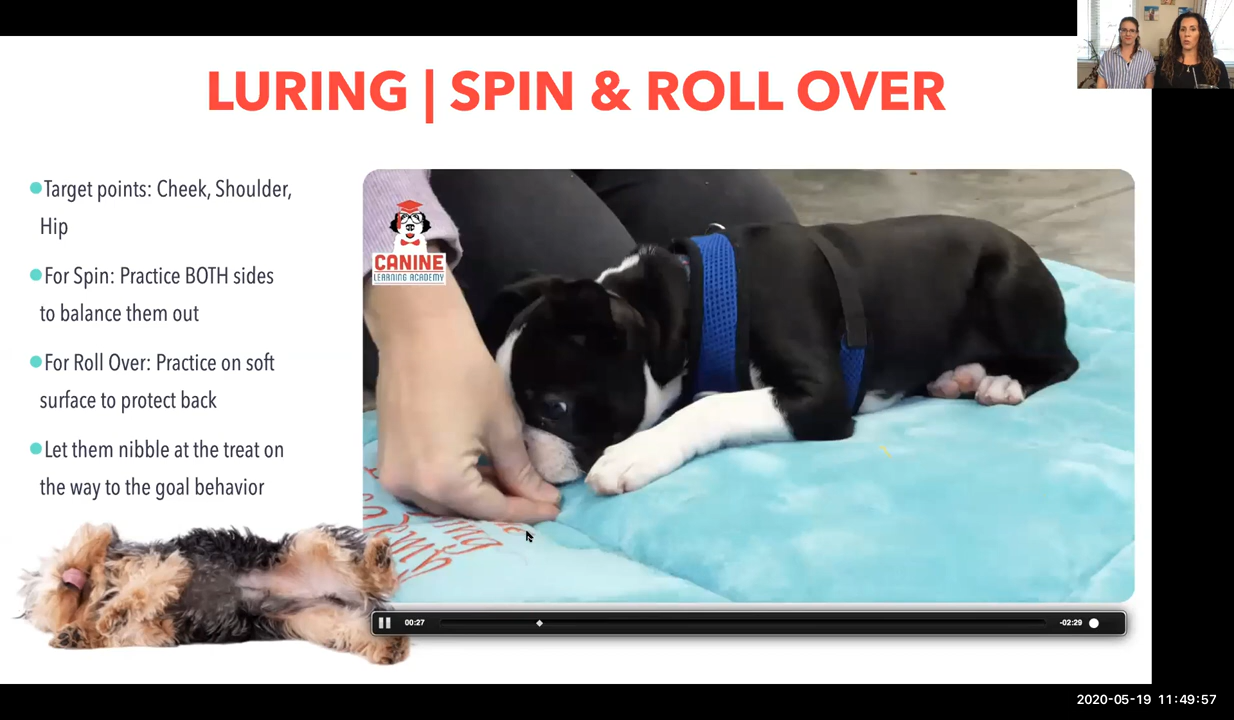 LURING | SPIN & ROLL OVER
●Target points: Cheek, Shoulder,
Hip
●For Spin: Practice BOTH sides
to balance them out
●For Roll Over: Practice on soft
surface to protect back
●Let them nibble at the treat on
the way to the goal behavior
CANINE
LEARNING ACADEMY
00:27
-02:29
2020-05-19 11:49:57